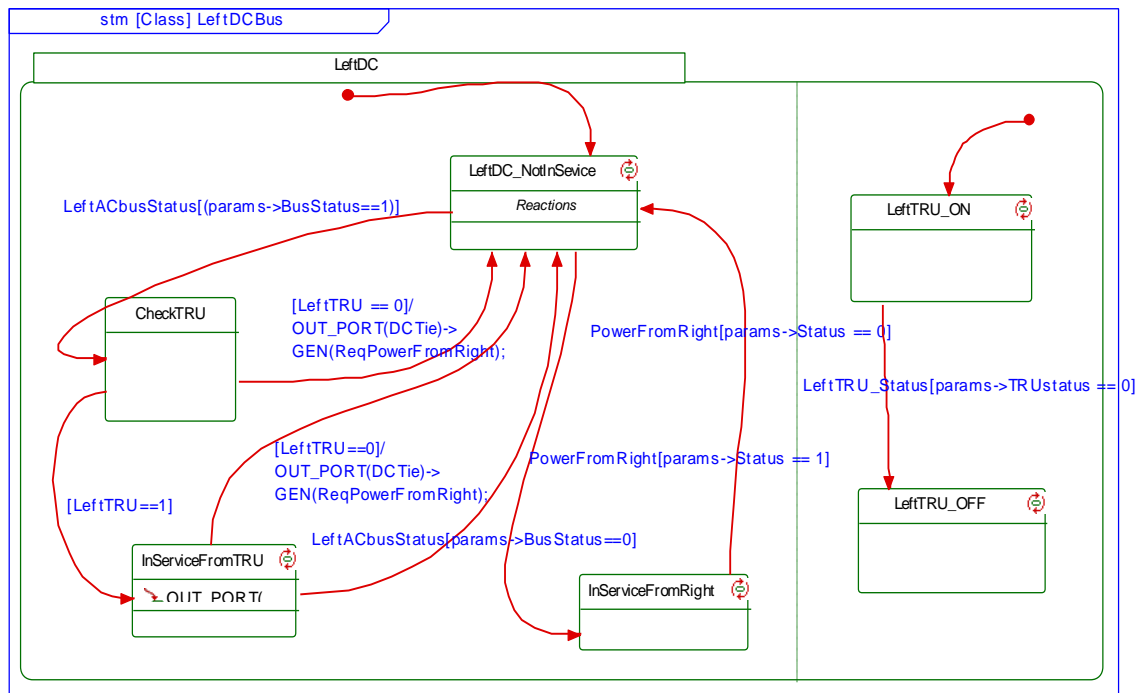 stm [Class] LeftDCBus
LeftDC
LeftDC_NotInSevice
Reactions
LeftACbusStatus[(params->BusStatus==1)]
LeftTRU_ON
CheckTRU
[LeftTRU == 0]/
OUT_PORT(DCTie)->
GEN(ReqPowerFromRight);
PowerFromRight[params->Status == 0]
LeftTRU_Status[params->TRUstatus == 0]
[LeftTRU==0]/
OUT_PORT(DCTie)->
GEN(ReqPowerFromRight);
PowerFromRight[params->Status == 1]
[LeftTRU==1]
LeftTRU_OFF
LeftACbusStatus[params->BusStatus==0]
InServiceFromTRU
OUT_PORT(
InServiceFromRight